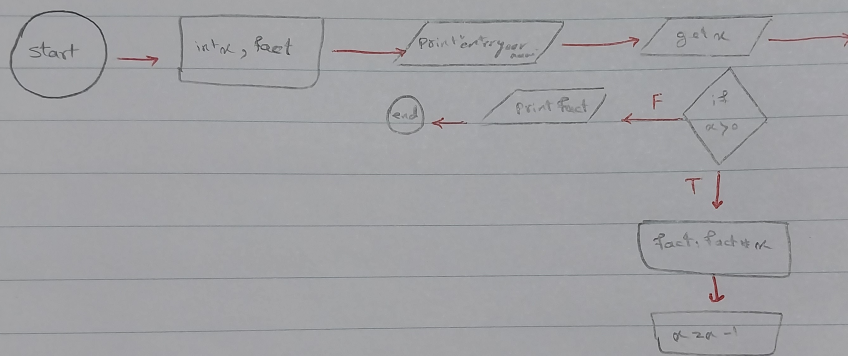 start
int x, fact
print "enter your
get x
if
x>0
F
print fact
end
T
fact = fact * x
x = x - 1